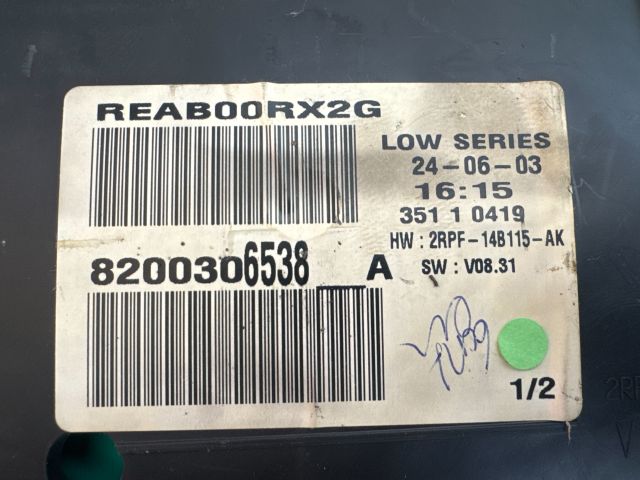 REAB00RX2G
LOW SERIES
24-06-03
16:15
351 1 0419
HW : 2RPF-14B115-AK
8200306538__A
SW : V08.31
1/2